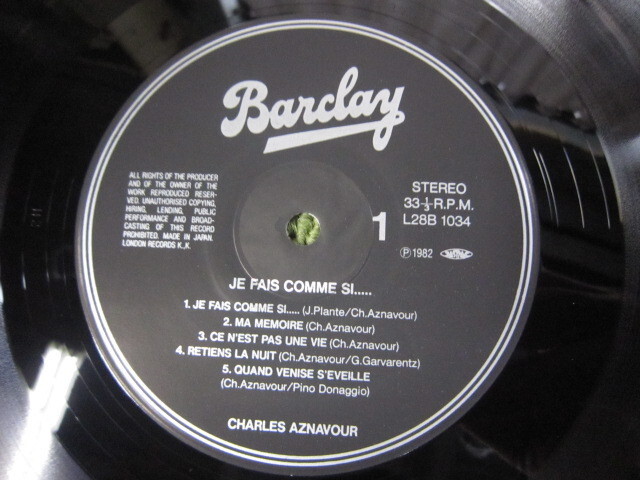 Barclay
ALL RIGHTS OF THE PRODUCER
AND OF THE OWNER OF THE
WORK REPRODUCED RESER-
VED. UNAUTHORISED COPYING,
HIRING, LENDING, PUBLIC
PERFORMANCE AND BROAD-
CASTING OF THIS RECORD
PROHIBITED. MADE IN JAPAN.
LONDON RECORDS K.K.
STEREO
33⅓R.P.M.
L28B 1034
1
Ⓟ1982
JE FAIS COMME SI.....
1. JE FAIS COMME SI..... (J.Plante/Ch.Aznavour)
2. MA MEMOIRE (Ch.Aznavour)
3. CE N'EST PAS UNE VIE (Ch.Aznavour)
4. RETIENS LA NUIT (Ch.Aznavour/G.Garvarentz)
5. QUAND VENISE S'EVEILLE
(Ch.Aznavour/Pino Donaggio)
CHARLES AZNAVOUR